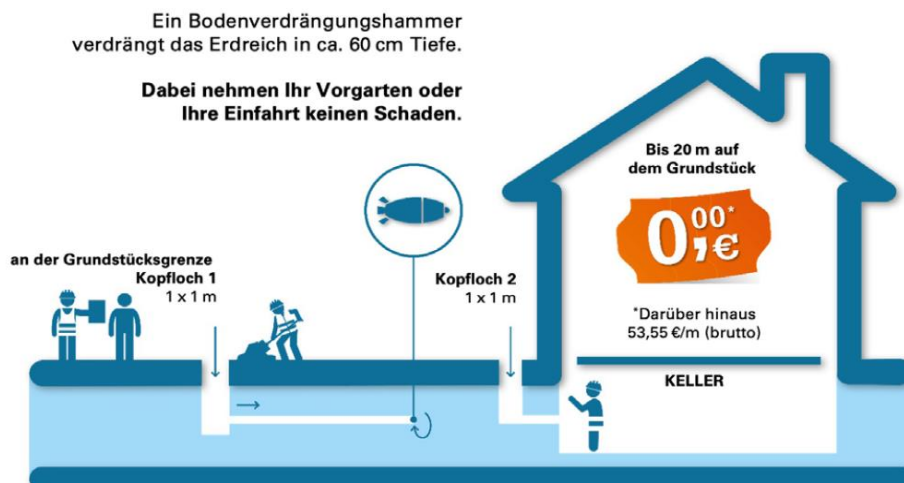 Ein Bodenverdrängungshammer
verdrängt das Erdreich in ca. 60 cm Tiefe.
Dabei nehmen Ihr Vorgarten oder
Ihre Einfahrt keinen Schaden.
Bis 20 m auf
dem Grundstück
0,00*€
an der Grundstücksgrenze
Kopfloch 1
1 x 1 m
Kopfloch 2
1 x 1 m
*Darüber hinaus
53,55 €/m (brutto)
KELLER